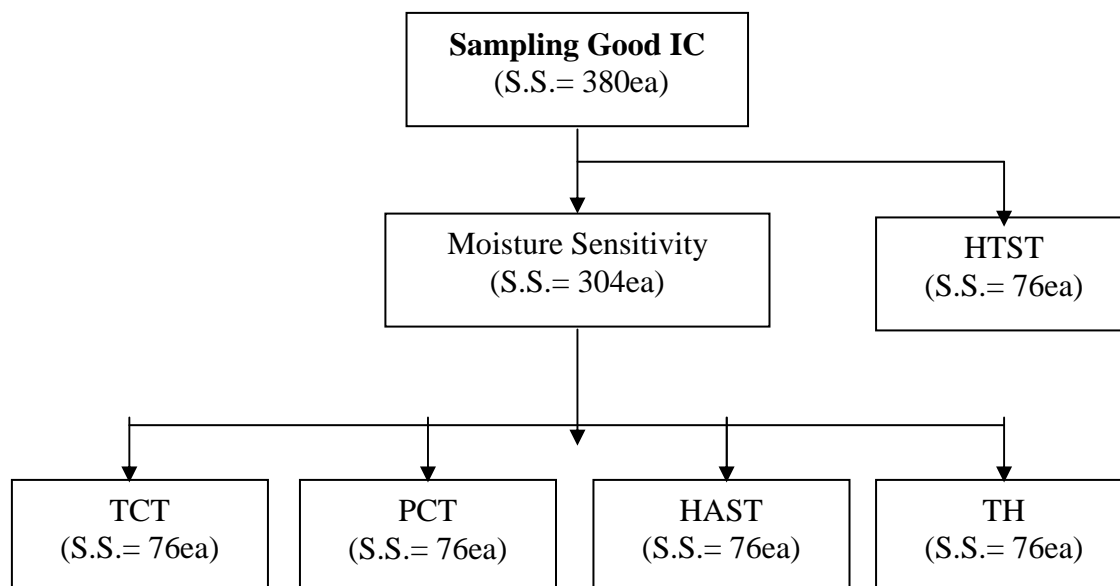 Sampling Good IC
(S.S.= 380ea)
Moisture Sensitivity
(S.S.= 304ea)
HTST
(S.S.= 76ea)
TCT
(S.S.= 76ea)
PCT
(S.S.= 76ea)
HAST
(S.S.= 76ea)
TH
(S.S.= 76ea)